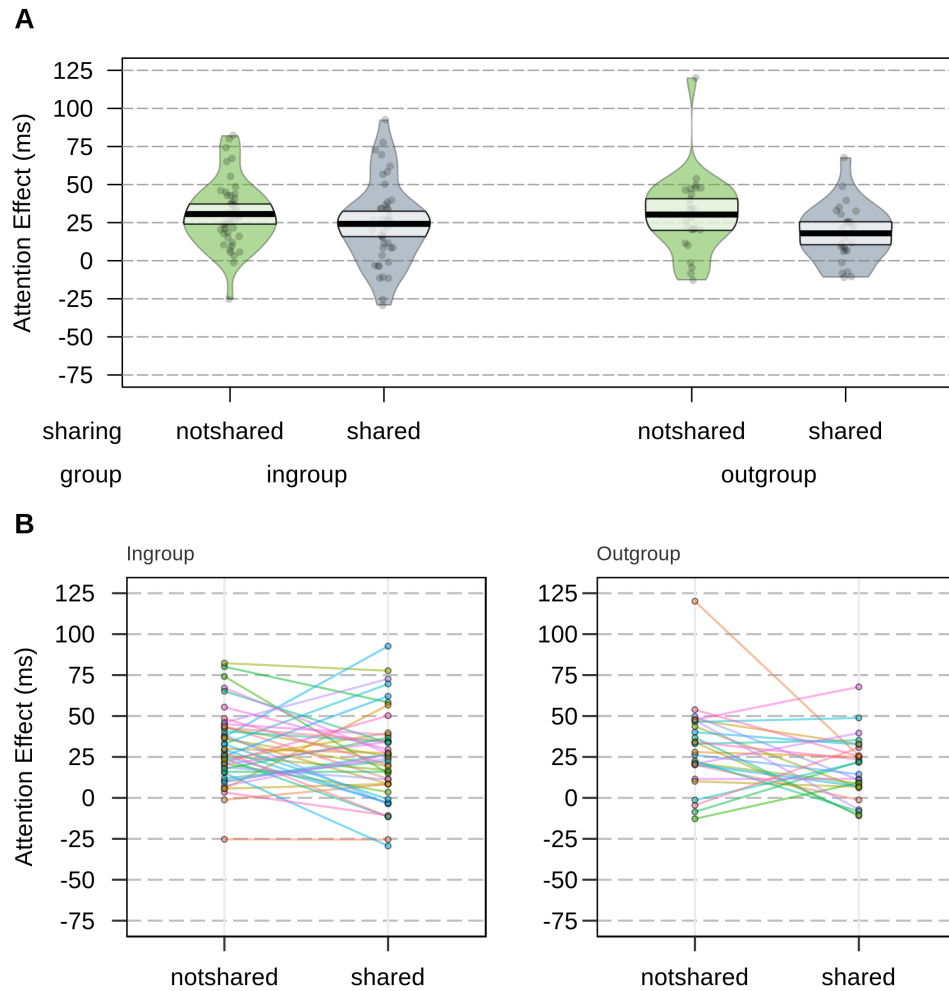 A
Attention Effect (ms)
125
100
75
50
25
0
-25
-50
-75
sharing notshared shared notshared shared
group ingroup outgroup
B
Ingroup Outgroup
Attention Effect (ms)
125 125
100 100
75 75
50 50
25 25
0 0
-25 -25
-50 -50
-75 -75
notshared shared notshared shared